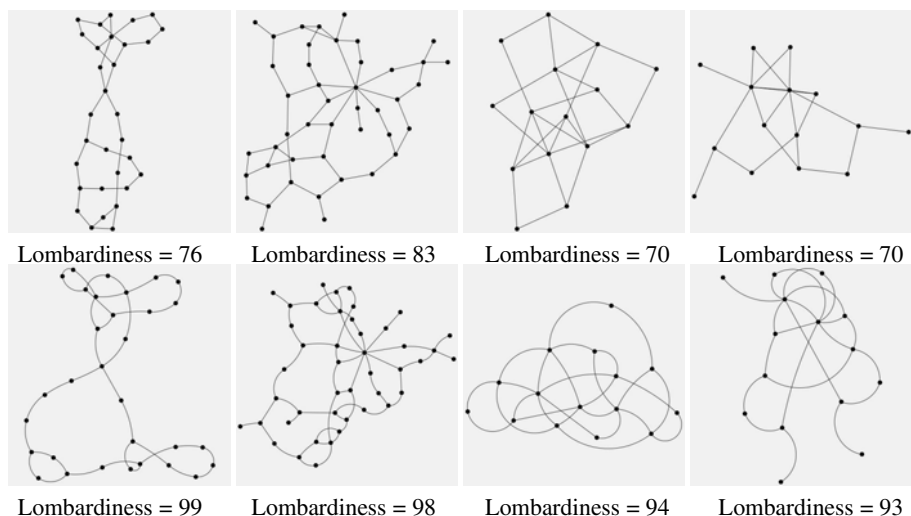 Lombardiness = 76 Lombardiness = 83 Lombardiness = 70 Lombardiness = 70
Lombardiness = 99 Lombardiness = 98 Lombardiness = 94 Lombardiness = 93